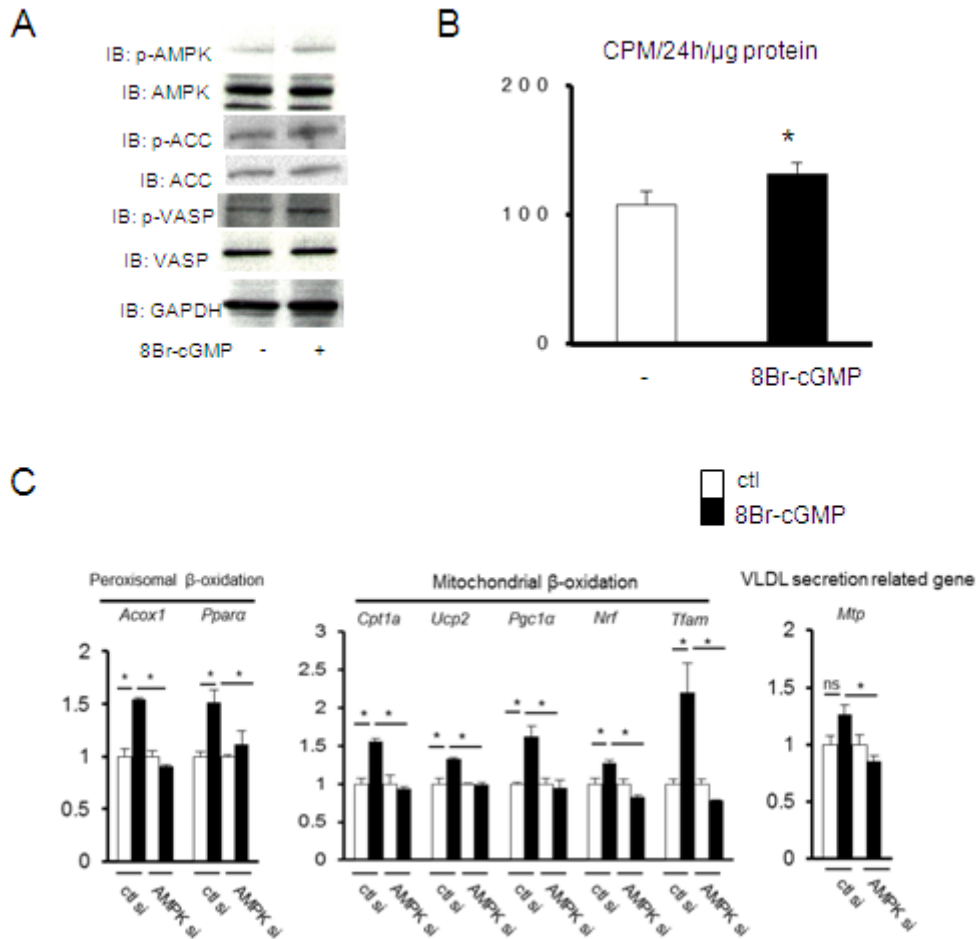 A
IB: p-AMPK
IB: AMPK
IB: p-ACC
IB: ACC
IB: p-VASP
IB: VASP
IB: GAPDH
8Br-cGMP - +
B
CPM/24h/μg protein
200
*
100
0
- 8Br-cGMP
C
ctl
8Br-cGMP
Peroxisomal β-oxidation
Acox1 Pparα
2
1.5
1
0.5
* * * *
ctl si AMPK si ctl si AMPK si
Mitochondrial β-oxidation
Cpt1a Ucp2 Pgc1α Nrf Tfam
3
2.5
2
1.5
1
0.5
0
* * * * * * * * * *
ctl si AMPK si ctl si AMPK si ctl si AMPK si ctl si AMPK si ctl si AMPK si
VLDL secretion related gene
Mtp
2
1.5
1
0.5
0
ns *
ctl si AMPK si